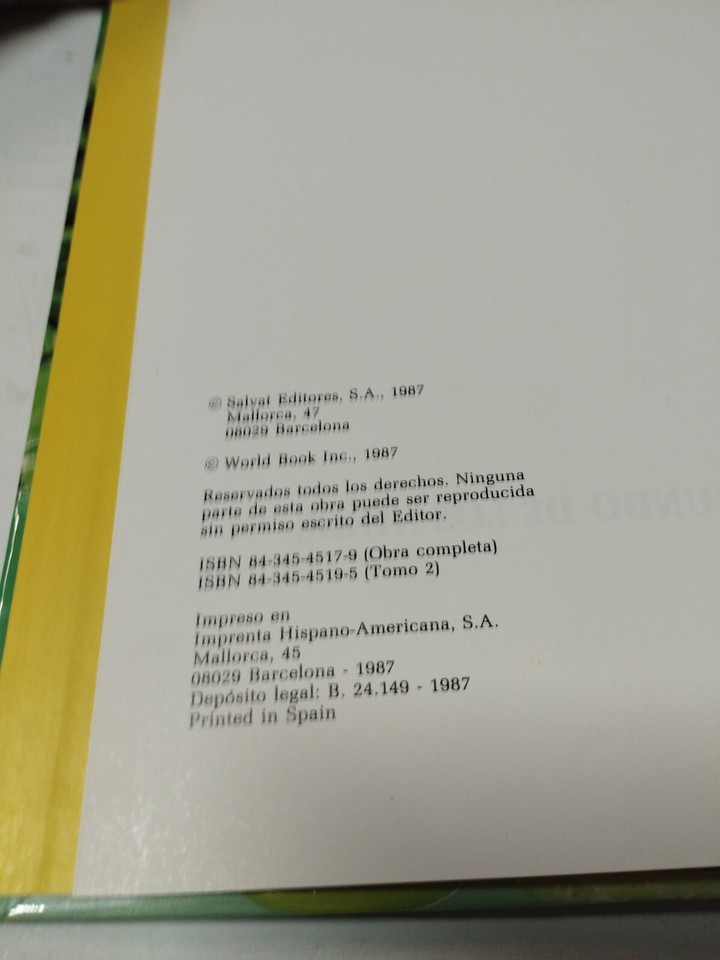 © Salvat Editores, S.A., 1987
Mallorca, 47
08029 Barcelona
© World Book Inc., 1987
Reservados todos los derechos. Ninguna
parte de esta obra puede ser reproducida
sin permiso escrito del Editor.
ISBN 84-345-4517-9 (Obra completa)
ISBN 84-345-4519-5 (Tomo 2)
Impreso en
Imprenta Hispano-Americana, S.A.
Mallorca, 45
08029 Barcelona - 1987
Depósito legal: B. 24.149 - 1987
Printed in Spain